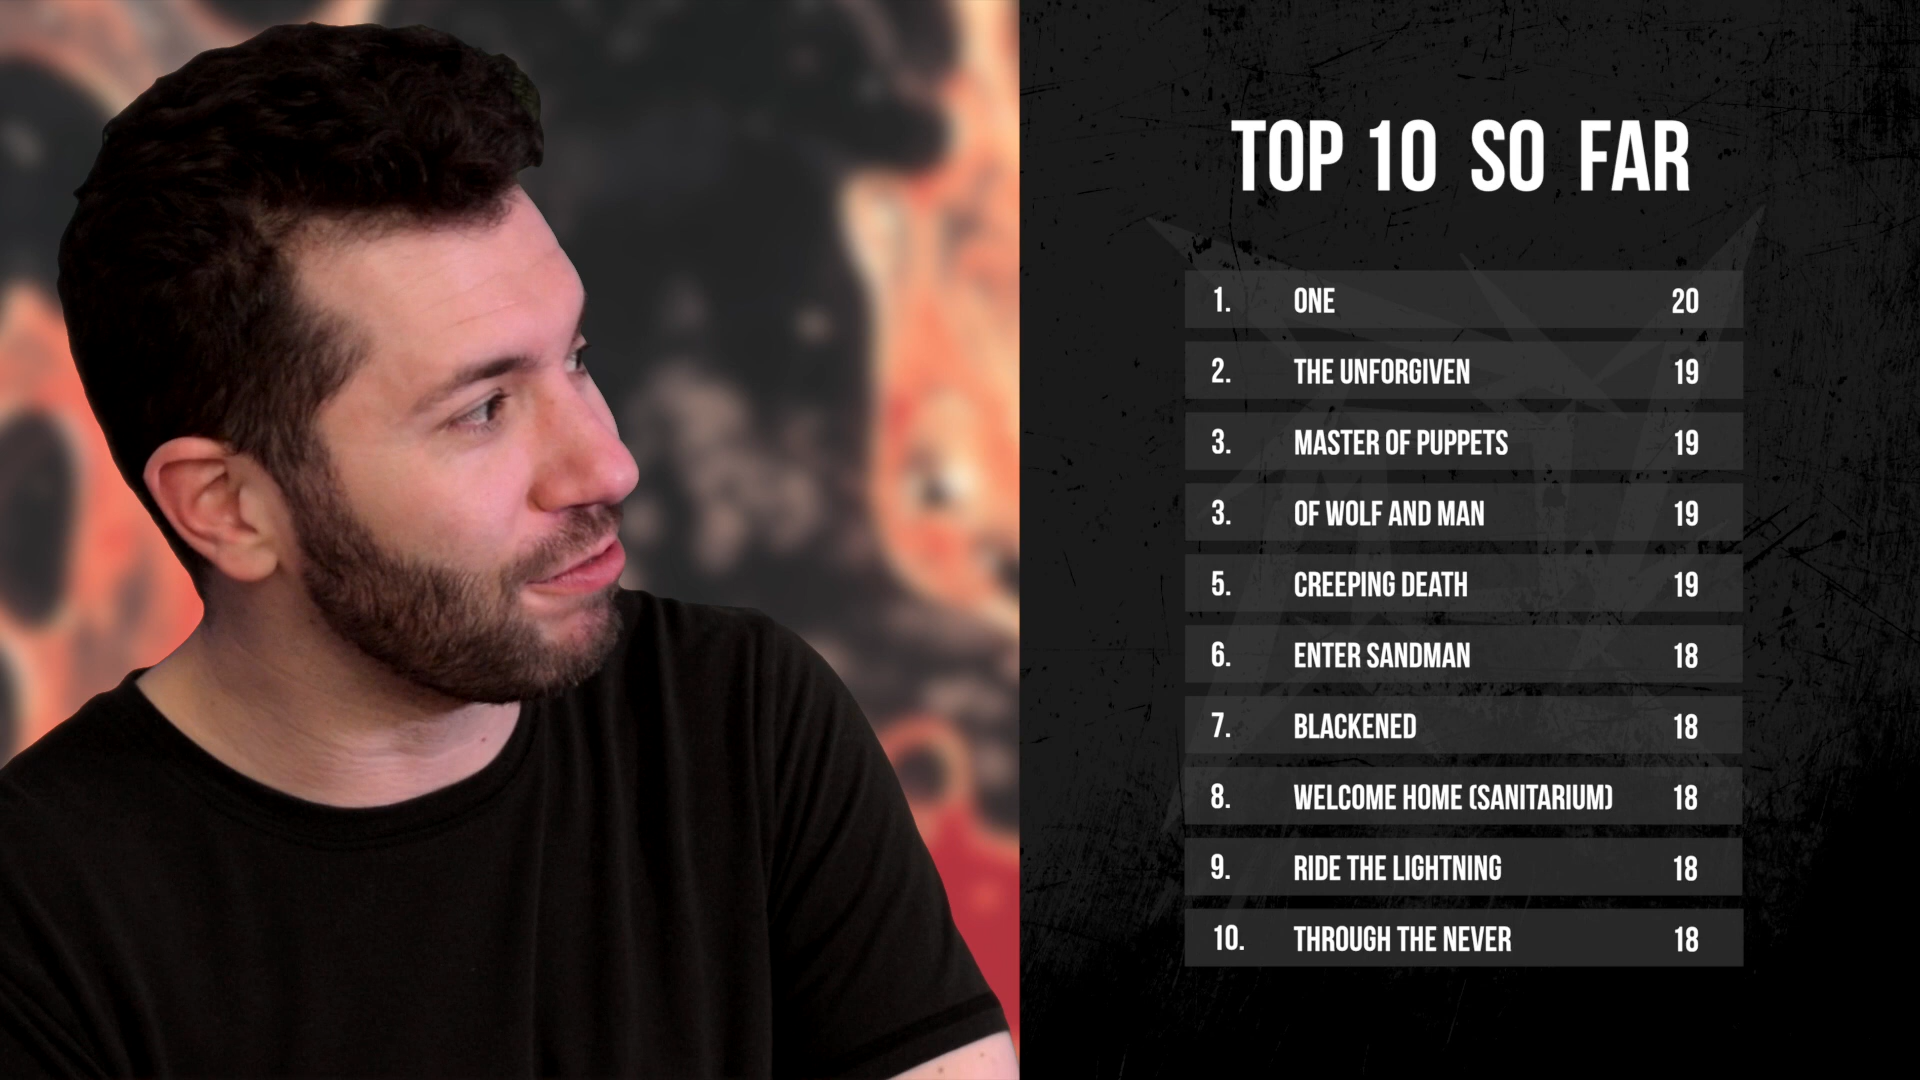 TOP 10 SO FAR
1. ONE 20
2. THE UNFORGIVEN 19
3. MASTER OF PUPPETS 19
3. OF WOLF AND MAN 19
5. CREEPING DEATH 19
6. ENTER SANDMAN 18
7. BLACKENED 18
8. WELCOME HOME (SANITARIUM) 18
9. RIDE THE LIGHTNING 18
10. THROUGH THE NEVER 18